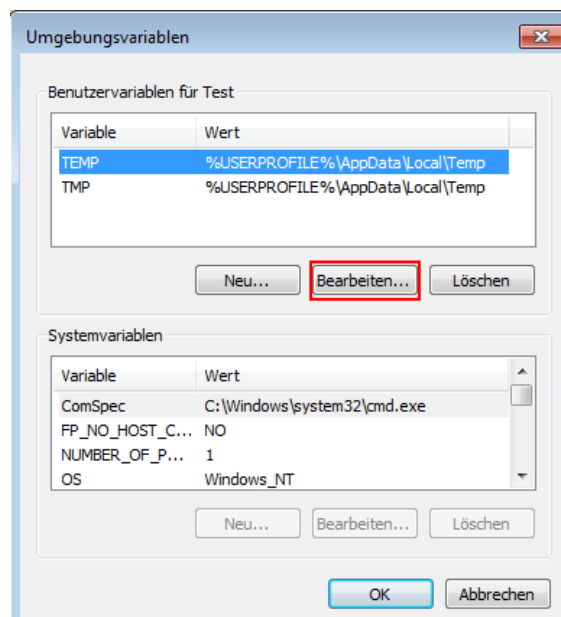 Umgebungsvariablen
Benutzervariablen für Test
Variable Wert
TEMP %USERPROFILE%\AppData\Local\Temp
TMP %USERPROFILE%\AppData\Local\Temp
Neu... Bearbeiten... Löschen
Systemvariablen
Variable Wert
ComSpec C:\Windows\system32\cmd.exe
FP_NO_HOST_C... NO
NUMBER_OF_P... 1
OS Windows_NT
Neu... Bearbeiten... Löschen
OK Abbrechen